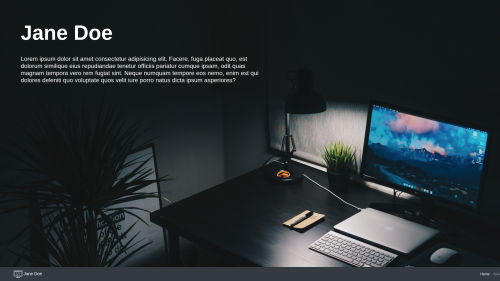 Jane Doe
Lorem ipsum dolor sit amet consectetur adipisicing elit. Facere, fuga placeat quo, est
dolorum similique eius repudiandae tenetur officiis pariatur cumque ipsam, odit quas
magnam tempora vero rem fugiat sint. Neque numquam tempore eos nemo, enim est qui
dolores deleniti quo voluptate quos velit iure porro natus dicta ipsum asperiores?
Jane Doe
Home